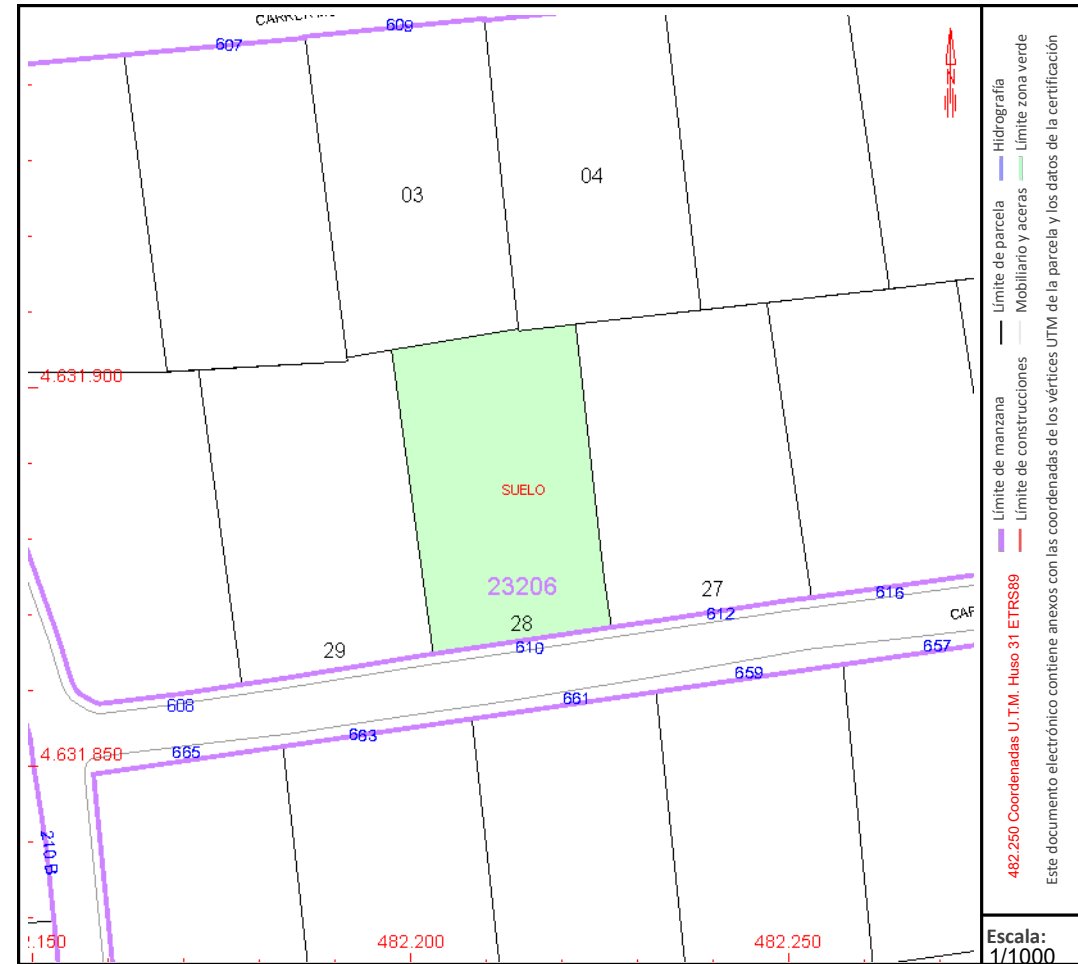 CARRER
607
609
03
04
N
4.631.900
SUELO
23206
28
27
29
610
612
616
CAR
608
657
659
661
663
665
4.631.850
210 B
482.200
482.250
Límite de manzana
Límite de parcela
Hidrografía
482.250 Coordenadas U.T.M. Huso 31 ETRS89
Límite de construcciones
Mobiliario y aceras
Límite zona verde
Este documento electrónico contiene anexos con las coordenadas de los vértices UTM de la parcela y los datos de la certificación
Escala:
1/1000